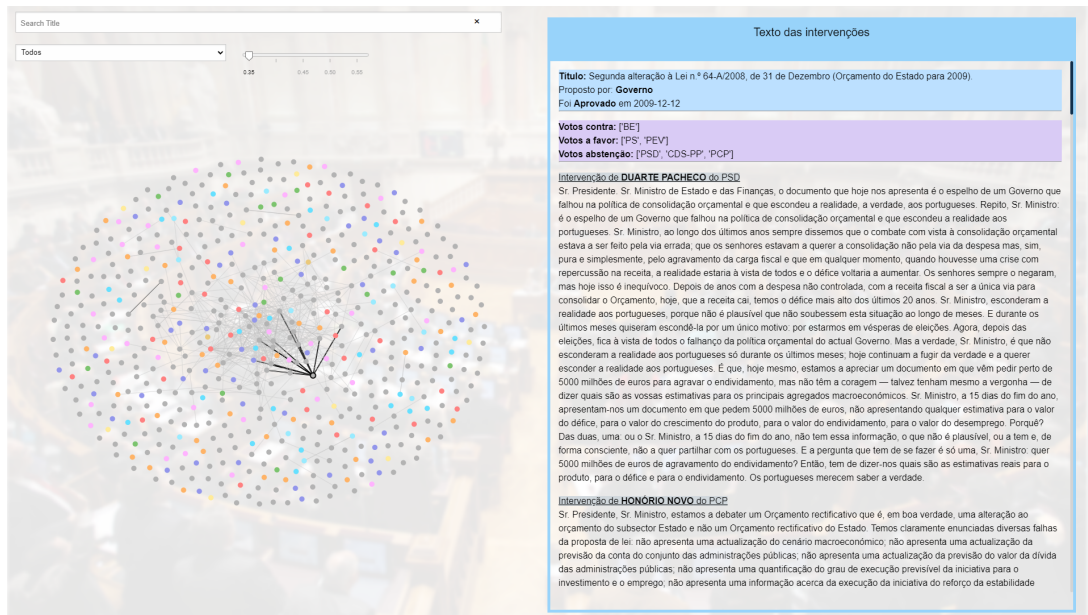 Search Title
×
Todos
0.35 0.45 0.50 0.55
Texto das intervenções
Titulo: Segunda alteração à Lei n.º 64-A/2008, de 31 de Dezembro (Orçamento do Estado para 2009).
Proposto por: Governo
Foi Aprovado em 2009-12-12
Votos contra: ['BE']
Votos a favor: ['PS', 'PEV']
Votos abstenção: ['PSD', 'CDS-PP', 'PCP']
Intervenção de DUARTE PACHECO do PSD
Sr. Presidente. Sr. Ministro de Estado e das Finanças, o documento que hoje nos apresenta é o espelho de um Governo que
falhou na política de consolidação orçamental e que escondeu a realidade, a verdade, aos portugueses. Repito, Sr. Ministro:
é o espelho de um Governo que falhou na política de consolidação orçamental e que escondeu a realidade aos
portugueses. Sr. Ministro, ao longo dos últimos anos sempre dissemos que o combate com vista à consolidação orçamental
estava a ser feito pela via errada; que os senhores estavam a querer a consolidação não pela via da despesa mas, sim,
pura e simplesmente, pelo agravamento da carga fiscal e que em qualquer momento, quando houvesse uma crise com
repercussão na receita, a realidade estaria à vista de todos e o défice voltaria a aumentar. Os senhores sempre o negaram,
mas hoje isso é inequívoco. Depois de anos com a despesa não controlada, com a receita fiscal a ser a única via para
consolidar o Orçamento, hoje, que a receita cai, temos o défice mais alto dos últimos 20 anos. Sr. Ministro, esconderam a
realidade aos portugueses, porque não é plausível que não soubessem esta situação ao longo de meses. E durante os
últimos meses quiseram escondê-la por um único motivo: por estarmos em vésperas de eleições. Agora, depois das
eleições, fica à vista de todos o falhanço da política orçamental do actual Governo. Mas a verdade, Sr. Ministro, é que não
esconderam a realidade aos portugueses só durante os últimos meses; hoje continuam a fugir da verdade e a querer
esconder a realidade aos portugueses. É que, hoje mesmo, estamos a apreciar um documento em que vêm pedir perto de
5000 milhões de euros para agravar o endividamento, mas não têm a coragem — talvez tenham mesmo a vergonha — de
dizer quais são as vossas estimativas para os principais agregados macroeconómicos. Sr. Ministro, a 15 dias do fim do ano,
apresentam-nos um documento em que pedem 5000 milhões de euros, não apresentando qualquer estimativa para o valor
do défice, para o valor do crescimento do produto, para o valor do endividamento, para o valor do desemprego. Porquê?
Das duas, uma: ou o Sr. Ministro, a 15 dias do fim do ano, não tem essa informação, o que não é plausível, ou a tem e, de
forma consciente, não a quer partilhar com os portugueses. E a pergunta que tem de se fazer é só uma, Sr. Ministro: quer
5000 milhões de euros de agravamento do endividamento? Então, tem de dizer-nos quais são as estimativas reais para o
produto, para o défice e para o endividamento. Os portugueses merecem saber a verdade.
Intervenção de HONÓRIO NOVO do PCP
Sr. Presidente, Sr. Ministro, estamos a debater um Orçamento rectificativo que é, em boa verdade, uma alteração ao
orçamento do subsector Estado e não um Orçamento rectificativo do Estado. Temos claramente enunciadas diversas falhas
da proposta de lei: não apresenta uma actualização do cenário macroeconómico; não apresenta uma actualização da
previsão da conta do conjunto das administrações públicas; não apresenta uma actualização da previsão do valor da dívida
das administrações públicas; não apresenta uma quantificação do grau de execução previsível da iniciativa para o
investimento e o emprego; não apresenta uma informação acerca da execução da iniciativa do reforço da estabilidade